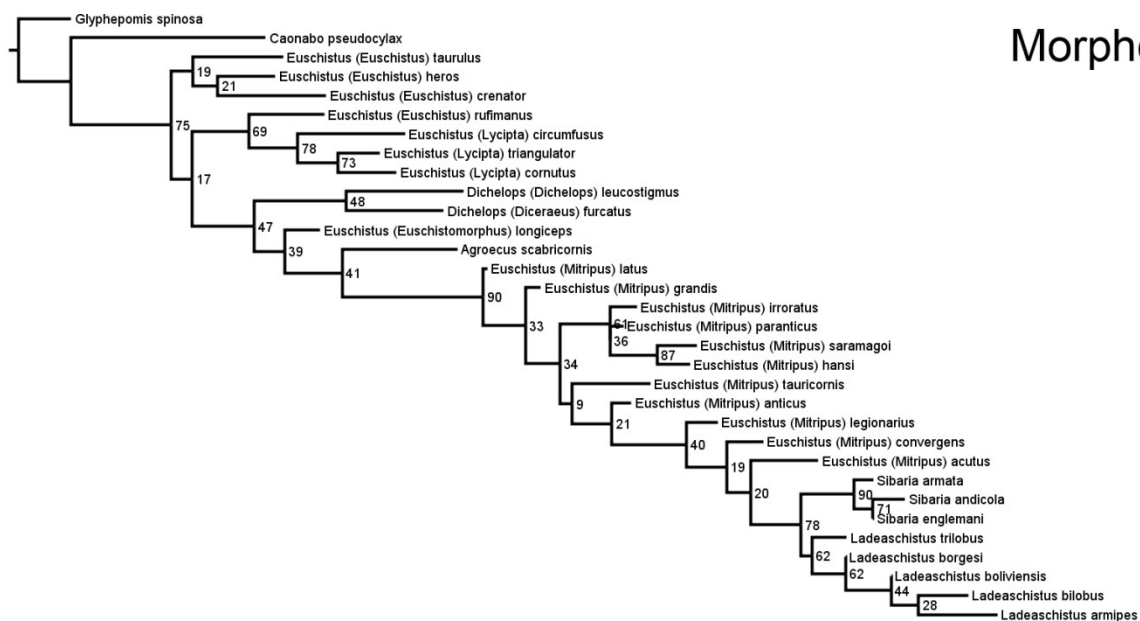 Glyphepomis spinosa
Morpho
Caonabo pseudocylax
Euschistus (Euschistus) taurulus
19
Euschistus (Euschistus) heros
21
Euschistus (Euschistus) crenator
75
Euschistus (Euschistus) rufimanus
69
Euschistus (Lycipta) circumfusus
78
Euschistus (Lycipta) triangulator
73
Euschistus (Lycipta) cornutus
17
Dichelops (Dichelops) leucostigmus
48
Dichelops (Diceraeus) furcatus
47
Euschistus (Euschistomorphus) longiceps
39
Agroecus scabricornis
41
Euschistus (Mitripus) latus
90
Euschistus (Mitripus) grandis
33
Euschistus (Mitripus) irroratus
61
Euschistus (Mitripus) paranticus
36
Euschistus (Mitripus) saramagoi
87
Euschistus (Mitripus) hansi
34
Euschistus (Mitripus) tauricornis
9
Euschistus (Mitripus) anticus
21
Euschistus (Mitripus) legionarius
40
Euschistus (Mitripus) convergens
19
Euschistus (Mitripus) acutus
20
Sibaria armata
90
Sibaria andicola
71
Sibaria englemani
78
Ladeaschistus trilobus
62
Ladeaschistus borgesi
62
Ladeaschistus boliviensis
44
Ladeaschistus bilobus
28
Ladeaschistus armipes